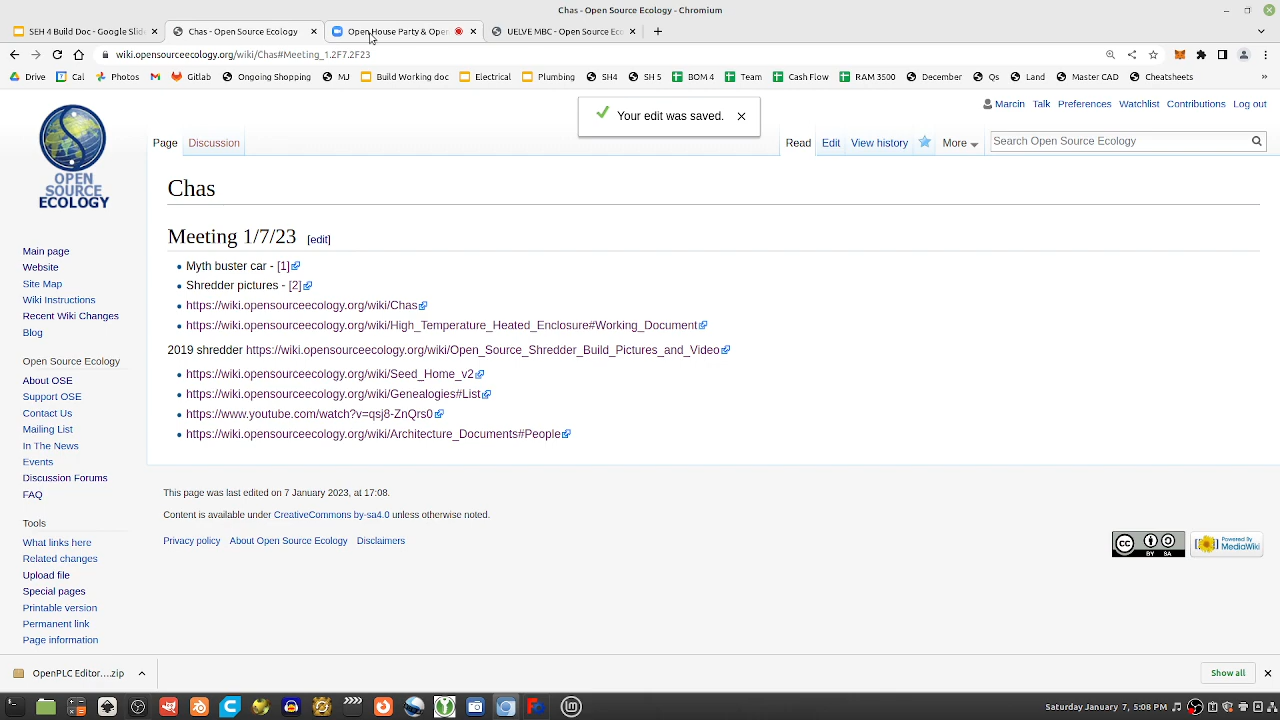 Chas - Open Source Ecology - Chromium
SEH 4 Build Doc - Google Slid
Chas - Open Source Ecology
Open House Party & Open
UELVE MBC - Open Source Ec
wiki.opensourceecology.org/wiki/Chas#Meeting_1.2F7.2F23
Drive Cal Photos Gitlab Ongoing Shopping MJ Build Working doc Electrical Plumbing SH4 SH 5 BOM 4 Team Cash Flow RAM 3500 December Qs Land Master CAD Cheatsheets »
Marcin Talk Preferences Watchlist Contributions Log out
Your edit was saved.
Page Discussion Read Edit View history More Search Open Source Ecology
OPEN
SOURCE
ECOLOGY
Chas
Meeting 1/7/23 [edit]
Myth buster car - [1]
Shredder pictures - [2]
https://wiki.opensourceecology.org/wiki/Chas
https://wiki.opensourceecology.org/wiki/High_Temperature_Heated_Enclosure#Working_Document
2019 shredder https://wiki.opensourceecology.org/wiki/Open_Source_Shredder_Build_Pictures_and_Video
https://wiki.opensourceecology.org/wiki/Seed_Home_v2
https://wiki.opensourceecology.org/wiki/Genealogies#List
https://www.youtube.com/watch?v=qsj8-ZnQrs0
https://wiki.opensourceecology.org/wiki/Architecture_Documents#People
Main page
Website
Site Map
Wiki Instructions
Recent Wiki Changes
Blog
Open Source Ecology
About OSE
Support OSE
Contact Us
Mailing List
In The News
Events
Discussion Forums
FAQ
Tools
What links here
Related changes
Upload file
Special pages
Printable version
Permanent link
Page information
This page was last edited on 7 January 2023, at 17:08.
Content is available under CreativeCommons by-sa4.0 unless otherwise noted.
Privacy policy About Open Source Ecology Disclaimers
CC BY SA
Powered By MediaWiki
OpenPLC Editor....zip
Show all
Saturday January 7, 5:08 PM